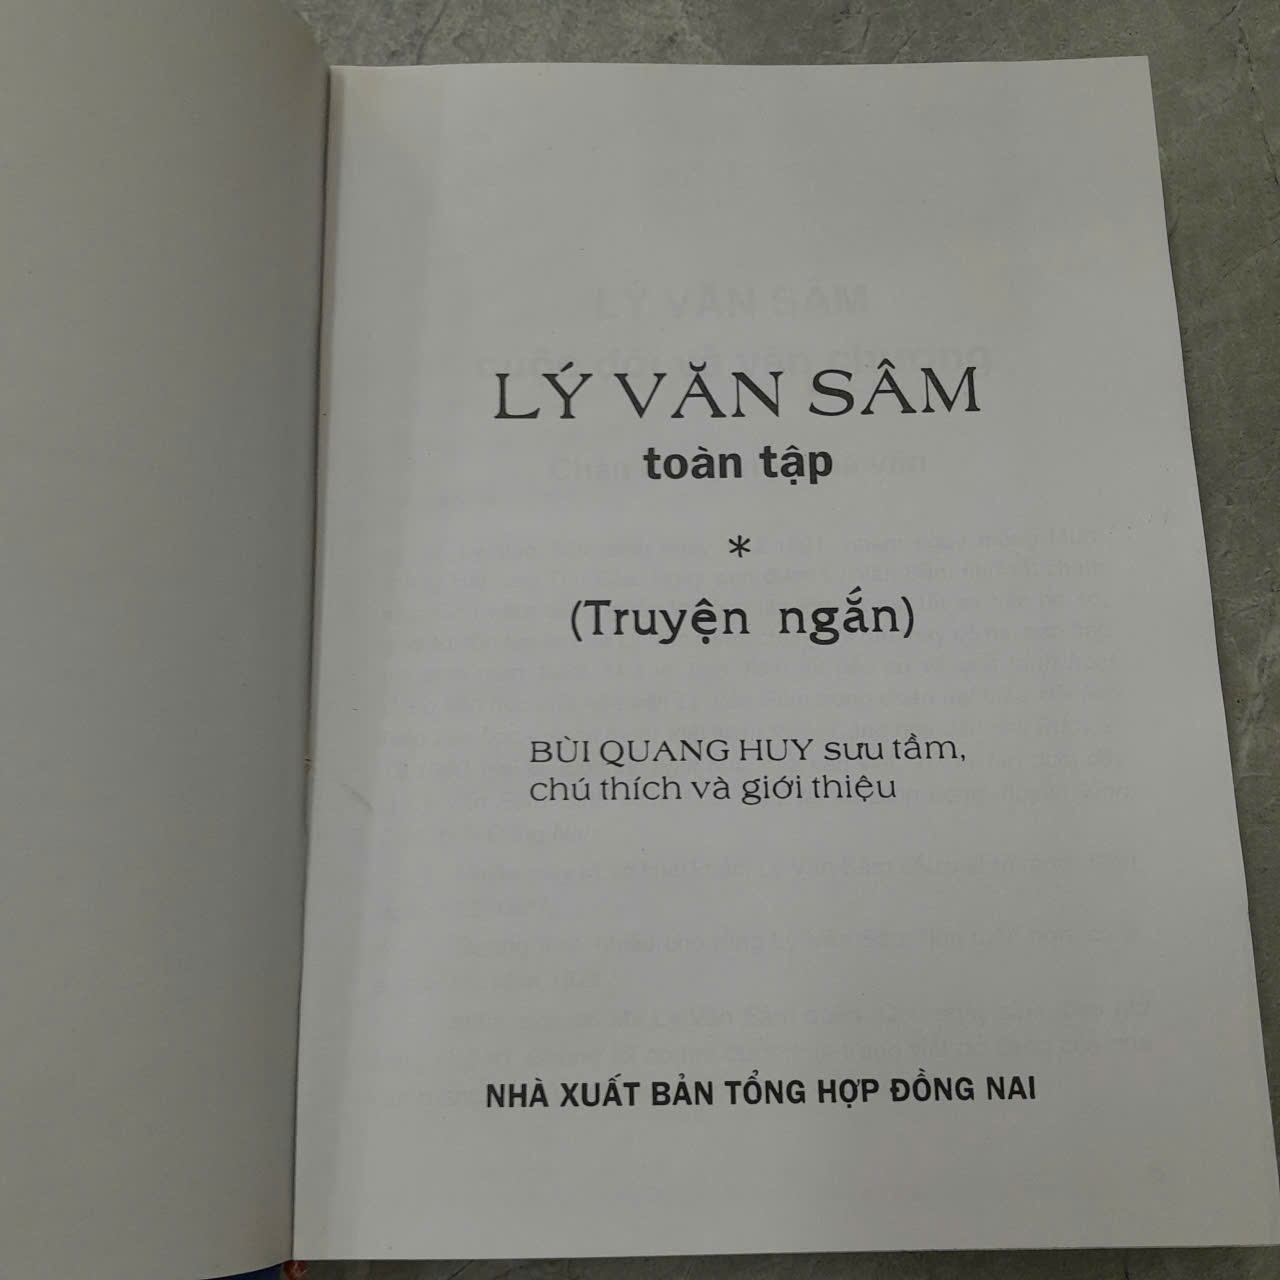 LÝ VĂN SÂM
toàn tập
*
(Truyện ngắn)
BÙI QUANG HUY sưu tầm,
chú thích và giới thiệu
NHÀ XUẤT BẢN TỔNG HỢP ĐỒNG NAI